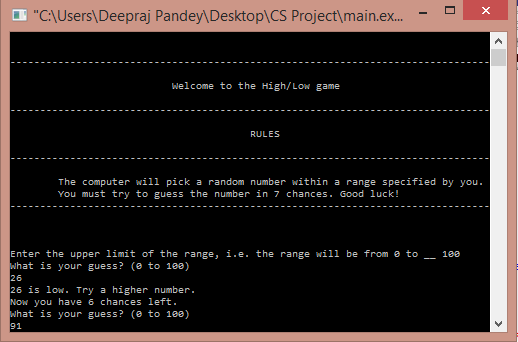 "C:\Users\Deepraj Pandey\Desktop\CS Project\main.ex...
--------------------------------------------------------------------------------
Welcome to the High/Low game
--------------------------------------------------------------------------------
RULES
--------------------------------------------------------------------------------
The computer will pick a random number within a range specified by you.
You must try to guess the number in 7 chances. Good luck!
--------------------------------------------------------------------------------
Enter the upper limit of the range, i.e. the range will be from 0 to __ 100
What is your guess? (0 to 100)
26
26 is low. Try a higher number.
Now you have 6 chances left.
What is your guess? (0 to 100)
91